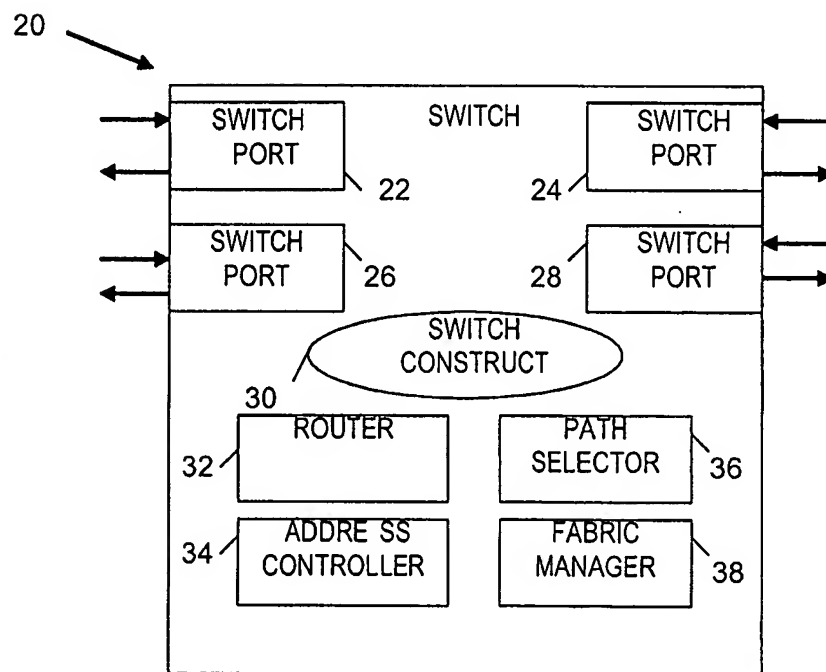 20
SWITCH
PORT
SWITCH
SWITCH
PORT
22
24
SWITCH
PORT
SWITCH
PORT
26
28
SWITCH
CONSTRUCT
30
ROUTER
PATH
SELECTOR
32
36
ADDRE SS
CONTROLLER
FABRIC
MANAGER
34
38